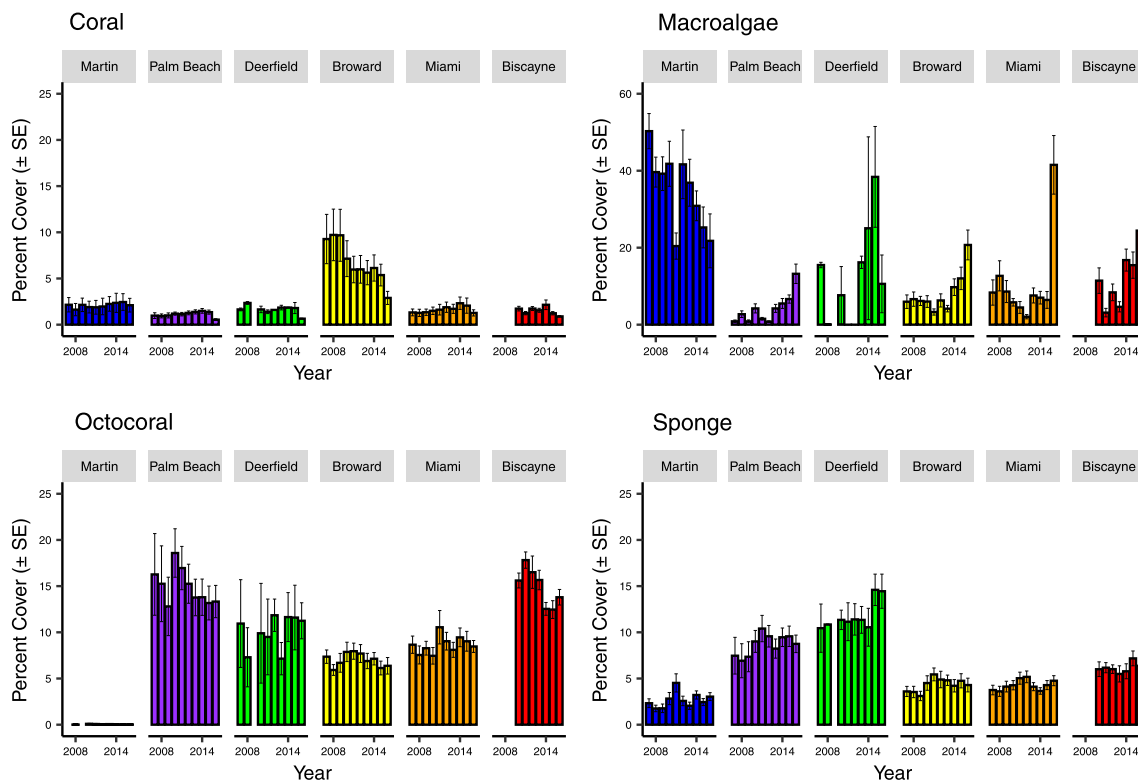 Coral
Martin Palm Beach Deerfield Broward Miami Biscayne
25
20
15
10
5
0
Percent Cover (± SE)
2008 2014 2008 2014 2008 2014 2008 2014 2008 2014 2008 2014
Year
Macroalgae
Martin Palm Beach Deerfield Broward Miami Biscayne
60
40
20
0
Percent Cover (± SE)
2008 2014 2008 2014 2008 2014 2008 2014 2008 2014 2008 2014
Year
Octocoral
Martin Palm Beach Deerfield Broward Miami Biscayne
25
20
15
10
5
0
Percent Cover (± SE)
2008 2014 2008 2014 2008 2014 2008 2014 2008 2014 2008 2014
Year
Sponge
Martin Palm Beach Deerfield Broward Miami Biscayne
25
20
15
10
5
0
Percent Cover (± SE)
2008 2014 2008 2014 2008 2014 2008 2014 2008 2014 2008 2014
Year